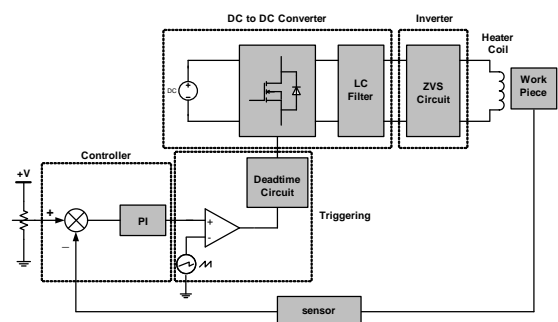 DC to DC Converter
Inverter
Heater
Coil
DC
+
−
LC
Filter
ZVS
Circuit
Work
Piece
Controller
+V
Deadtime
Circuit
+
PI
+
-
Triggering
−
sensor